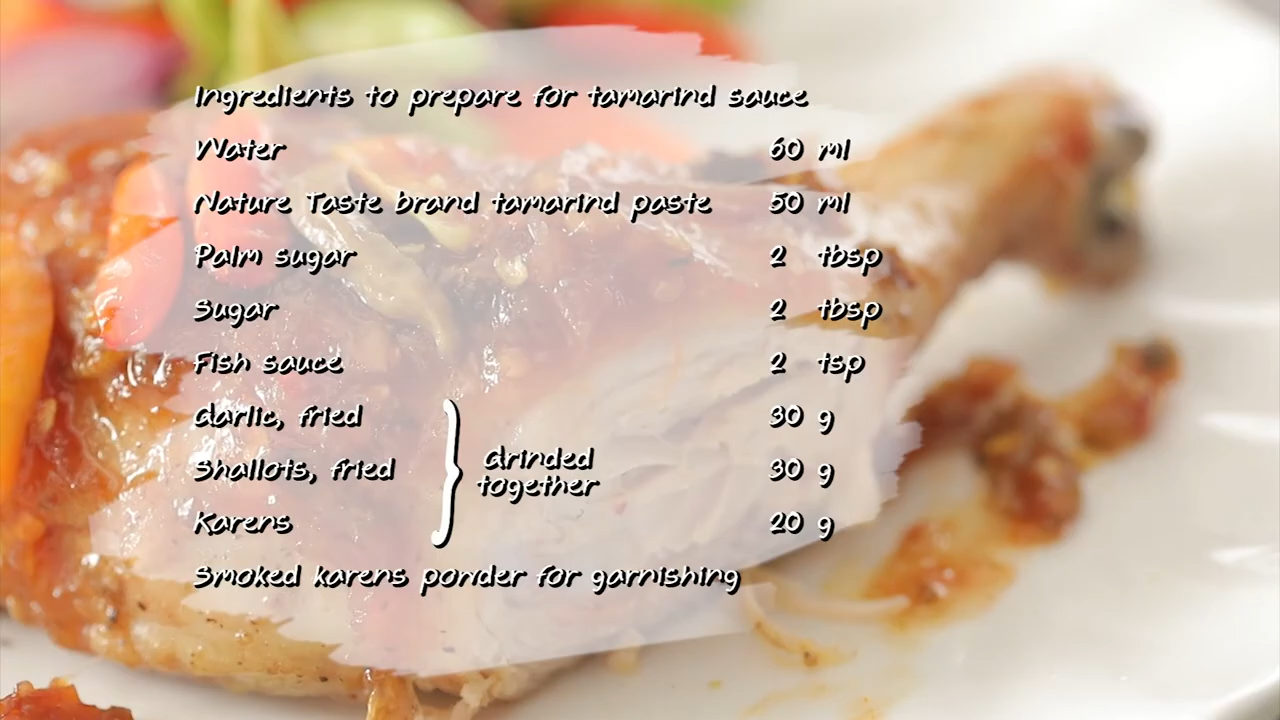 Ingredients to prepare for tamarind sauce
Water 60 ml
Nature Taste brand tamarind paste 50 ml
Palm sugar 2 tbsp
Sugar 2 tbsp
Fish sauce 2 tsp
Garlic, fried 30 g
Shallots, fried 30 g
Grinded
together
Karens 20 g
Smoked karens powder for garnishing